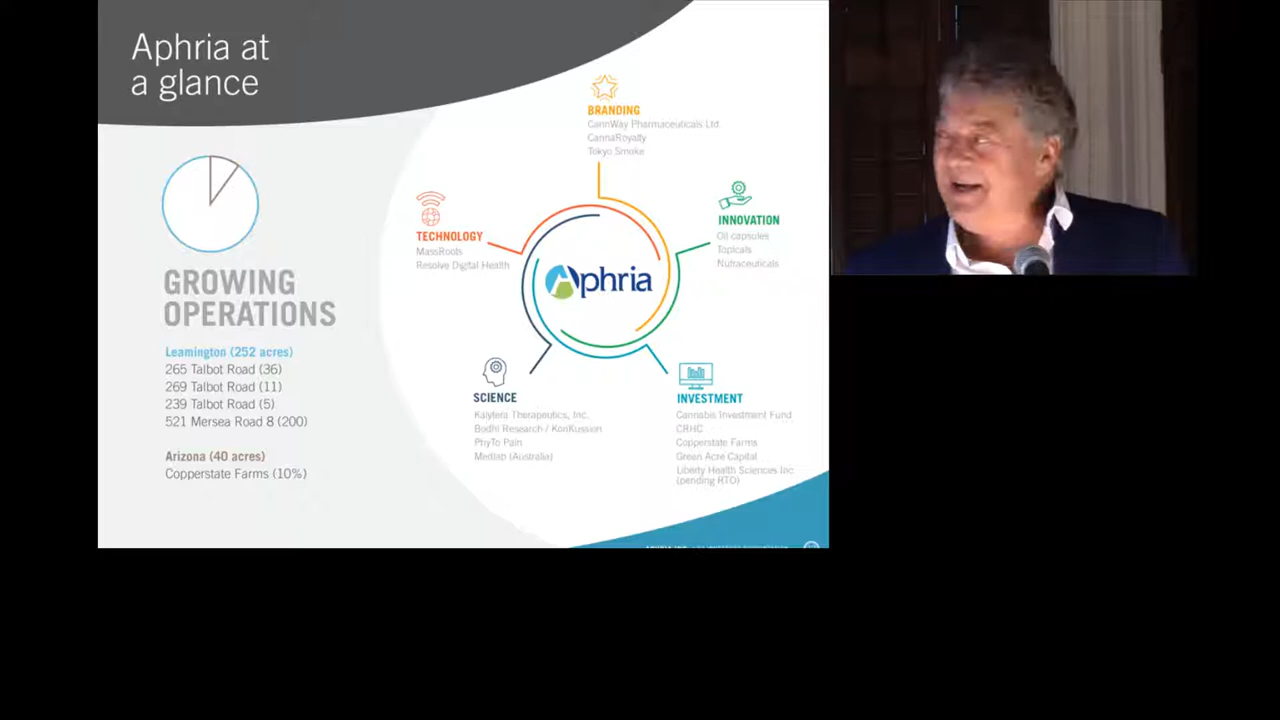 Aphria at
a glance
GROWING
OPERATIONS
Leamington (252 acres)
265 Talbot Road (36)
269 Talbot Road (11)
239 Talbot Road (5)
521 Mersea Road 8 (200)
Arizona (40 acres)
Copperstate Farms (10%)
BRANDING
CannWay Pharmaceuticals Ltd
CannaRoyalty
Tokyo Smoke
TECHNOLOGY
MassRoots
Resolve Digital Health
INNOVATION
Oil capsules
Topicals
Nutraceuticals
Aphria
SCIENCE
Kalytera Therapeutics, Inc.
Bodhi Research / KonKussion
PhyTo Pain
Medlab (Australia)
INVESTMENT
Cannabis Investment Fund
CRHC
Copperstate Farms
Green Acre Capital
Liberty Health Sciences Inc
(pending RTO)